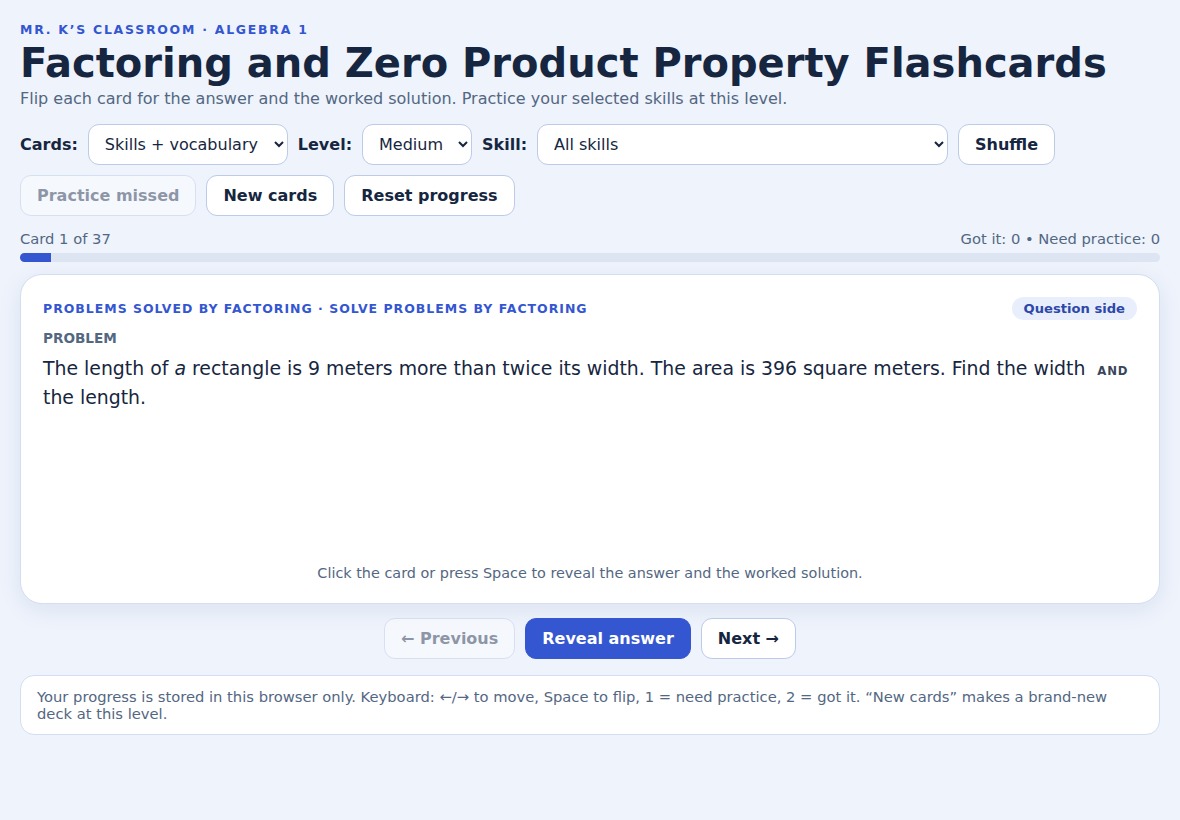 MR. K’S CLASSROOM · ALGEBRA 1
Factoring and Zero Product Property Flashcards
Flip each card for the answer and the worked solution. Practice your selected skills at this level.
Cards: Skills + vocabulary Level: Medium Skill: All skills Shuffle
Practice missed New cards Reset progress
Card 1 of 37 Got it: 0 • Need practice: 0
PROBLEMS SOLVED BY FACTORING · SOLVE PROBLEMS BY FACTORING Question side
PROBLEM
The length of a rectangle is 9 meters more than twice its width. The area is 396 square meters. Find the width AND
the length.
Click the card or press Space to reveal the answer and the worked solution.
← Previous Reveal answer Next →
Your progress is stored in this browser only. Keyboard: ←/→ to move, Space to flip, 1 = need practice, 2 = got it. “New cards” makes a brand-new
deck at this level.